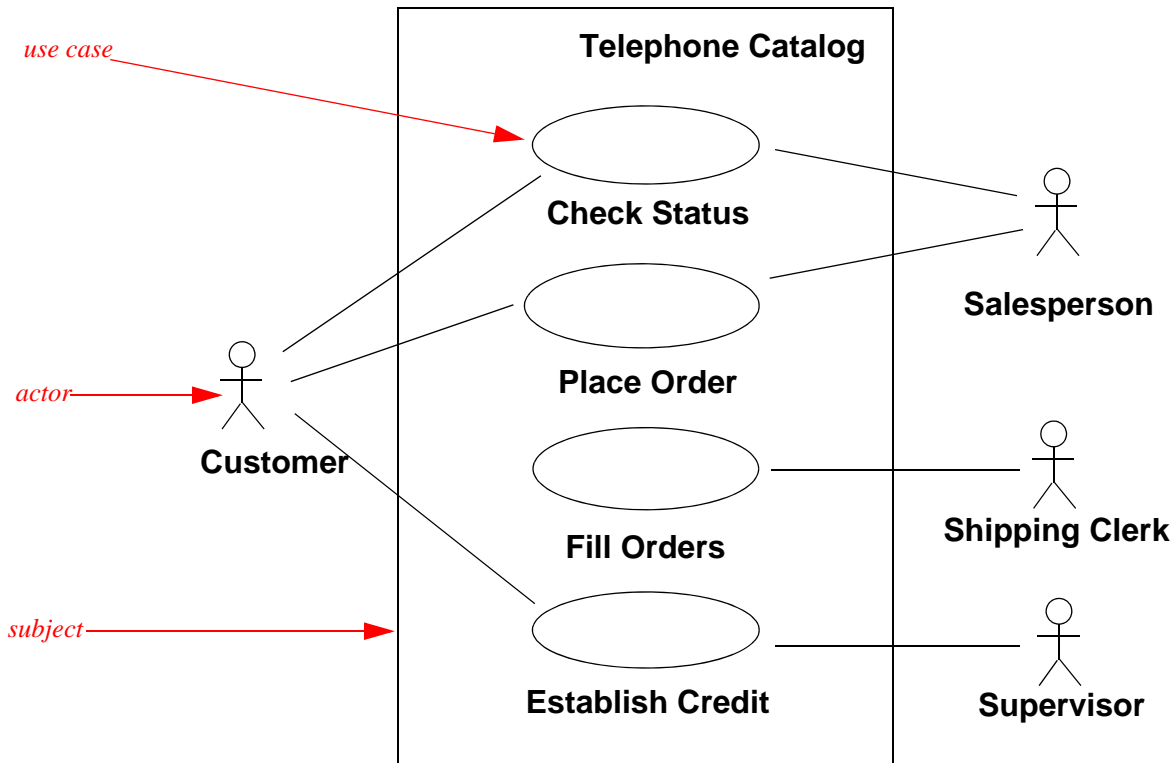 use case
Telephone Catalog
Check Status
Salesperson
Place Order
actor
Customer
Fill Orders
Shipping Clerk
subject
Establish Credit
Supervisor